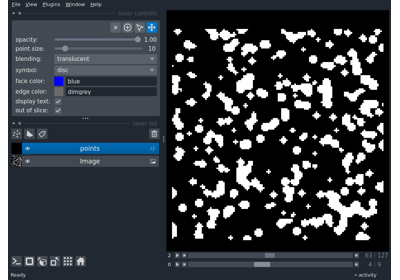 File View Plugins Window Help
layer controls
opacity: 1.00
point size: 10
blending: translucent
symbol: disc
face color: blue
edge color: dimgrey
display text:
out of slice:
layer list
points
Image
2 63 127
0 4 9
Ready activity